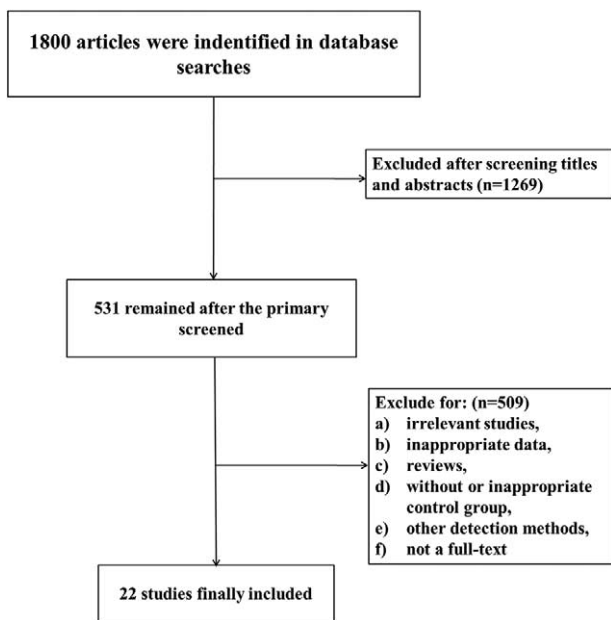 1800 articles were indentified in database
searches
Excluded after screening titles
and abstracts (n=1269)
531 remained after the primary
screened
Exclude for: (n=509)
a) irrelevant studies,
b) inappropriate data,
c) reviews,
d) without or inappropriate
control group,
e) other detection methods,
f) not a full-text
22 studies finally included